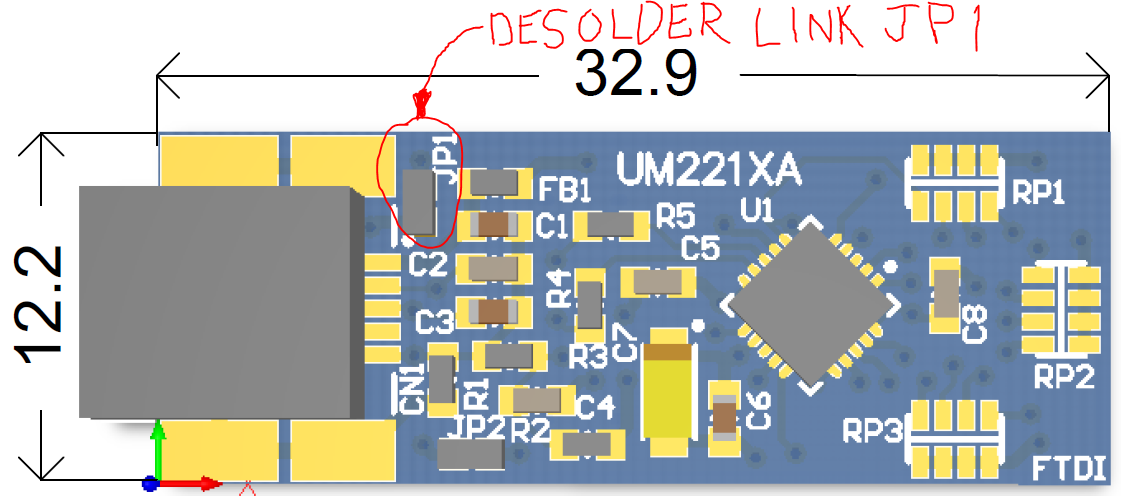 DESOLDER LINK JP1
32.9
12.2
JP1
UM221XA
FB1
RP1
U1
C1
R5
C5
C2
R4
C3
C7
R3
C8
RP2
CN1
R1
C4
C6
JP2
R2
RP3
FTDI